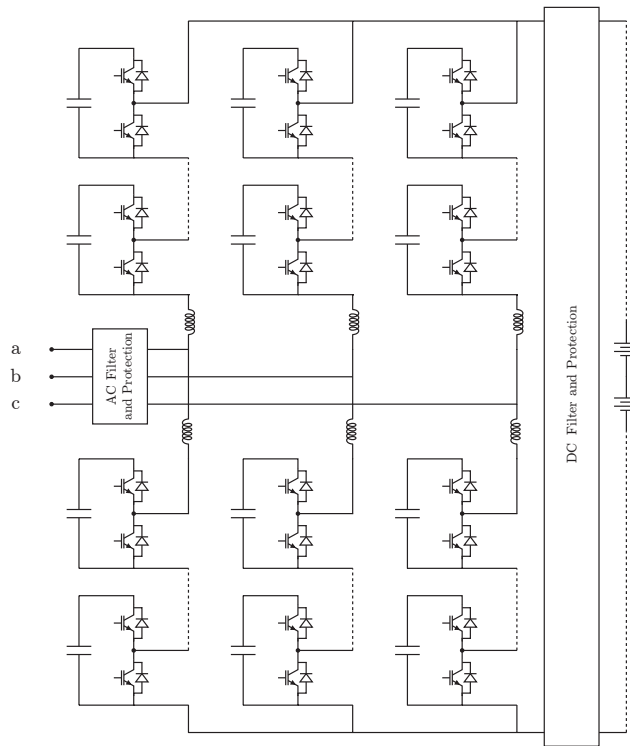 a
b
c
AC Filter
and Protection
DC Filter and Protection